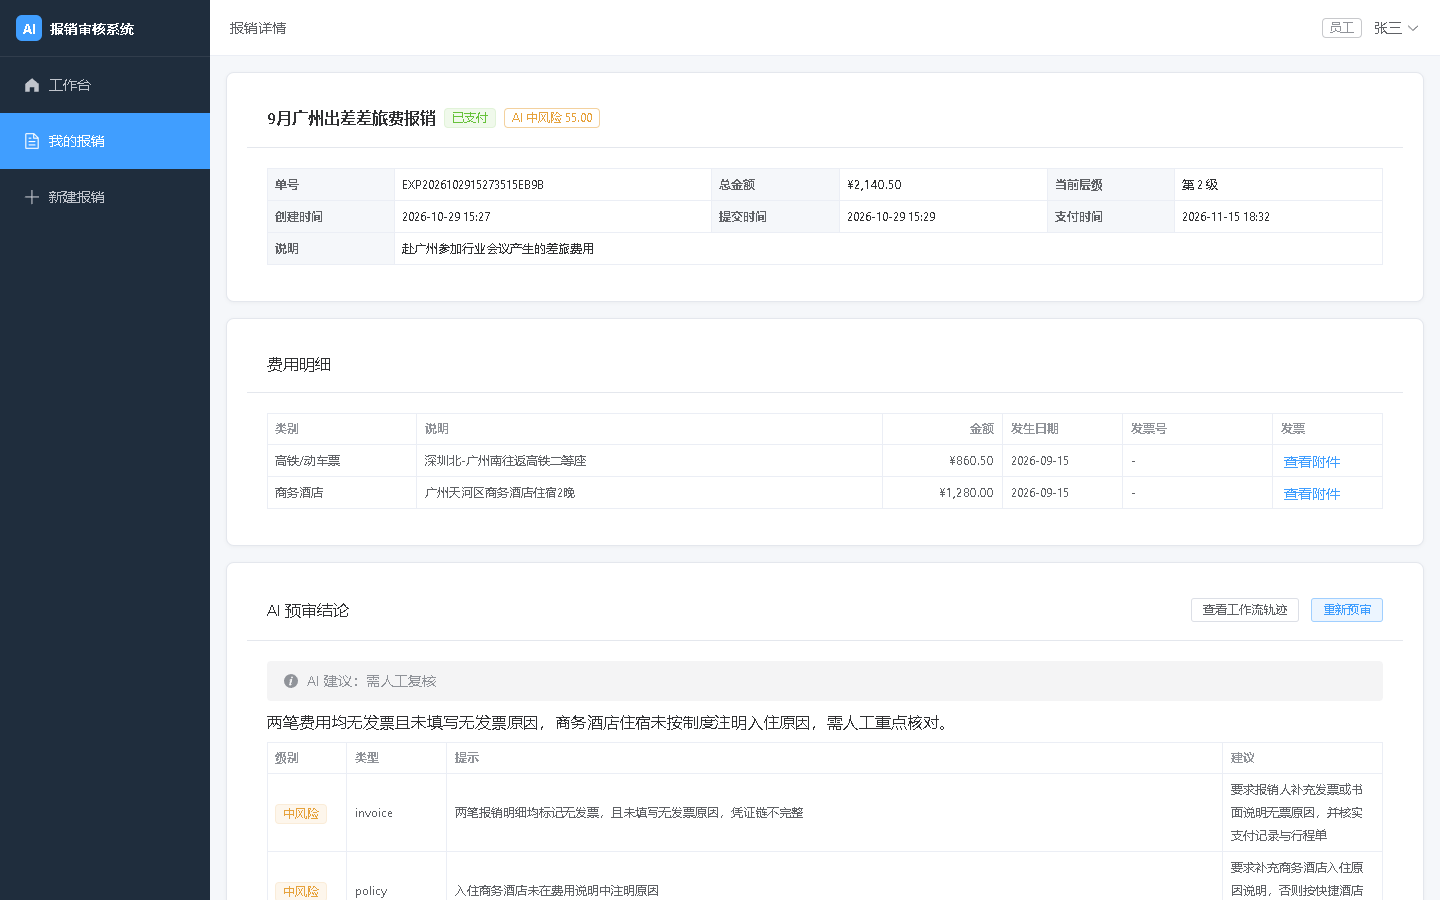 AI 报销审核系统
工作台
我的报销
新建报销
报销详情
员工 张三
9月广州出差差旅费报销 已支付 AI 中风险 55.00
单号 EXP2026102915273515EB9B 总金额 ¥2,140.50 当前层级 第 2 级
创建时间 2026-10-29 15:27 提交时间 2026-10-29 15:29 支付时间 2026-11-15 18:32
说明 赴广州参加行业会议产生的差旅费用
费用明细
类别 说明 金额 发生日期 发票号 发票
高铁/动车票 深圳北-广州南往返高铁二等座 ¥860.50 2026-09-15 - 查看附件
商务酒店 广州天河区商务酒店住宿2晚 ¥1,280.00 2026-09-15 - 查看附件
AI 预审结论 查看工作流轨迹 重新预审
AI 建议：需人工复核
两笔费用均无发票且未填写无发票原因，商务酒店住宿未按制度注明入住原因，需人工重点核对。
级别 类型 提示 建议
中风险 invoice 两笔报销明细均标记无发票，且未填写无发票原因，凭证链不完整
要求报销人补充发票或书
面说明无票原因，并核实
支付记录与行程单
中风险 policy 入住商务酒店未在费用说明中注明原因
要求补充商务酒店入住原
因说明，否则按快捷酒店